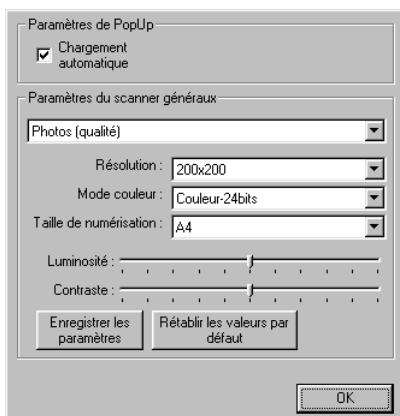 Paramètres de PopUp
Chargement
automatique
Paramètres du scanner généraux
Photos (qualité)
Résolution : 200x200
Mode couleur : Couleur-24bits
Taille de numérisation : A4
Luminosité :
Contraste :
Enregistrer les
paramètres
Rétablir les valeurs par
défaut
OK